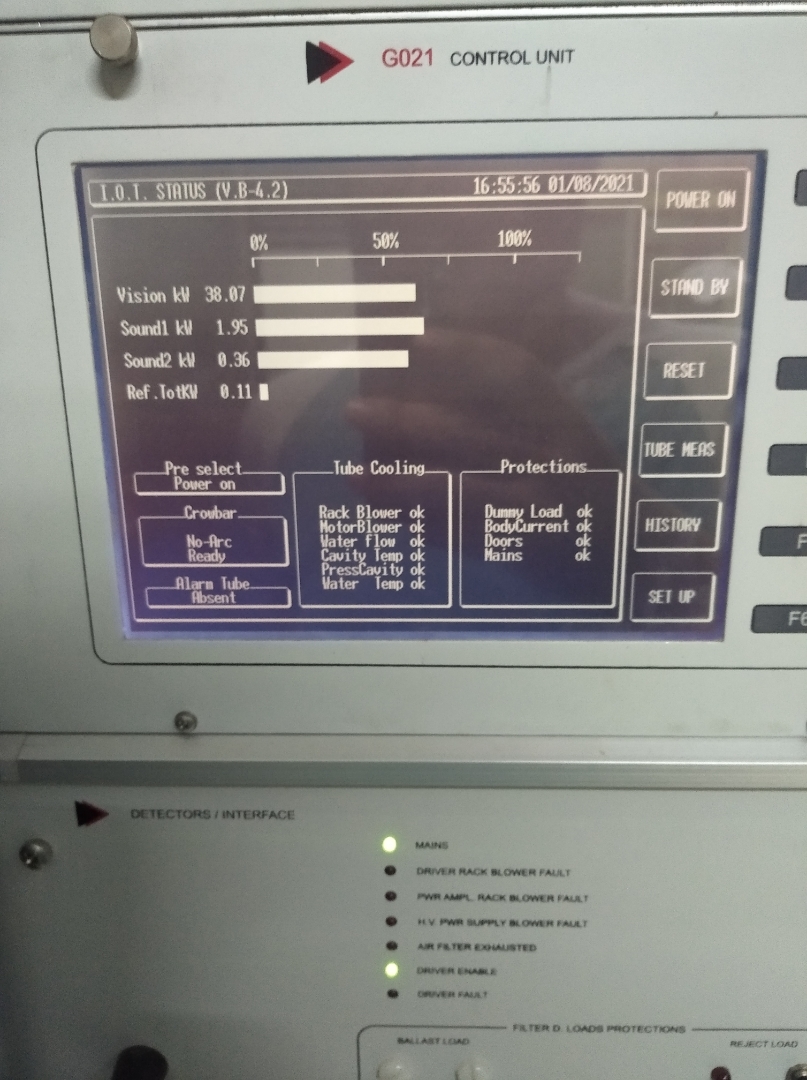 G021 CONTROL UNIT
I.O.T. STATUS (V.B-4.2) 16:55:56 01/08/2021
POWER ON
STAND BY
RESET
TUBE MEAS
HISTORY
SET UP
0% 50% 100%
Vision kW 38.07
Sound1 kW 1.95
Sound2 kW 0.36
Ref.TotKW 0.11
Pre select
Power on
Crowbar
No-Arc
Ready
Alarm Tube
Absent
Tube Cooling
Rack Blower ok
MotorBlower ok
Water flow ok
Cavity Temp ok
PressCavity ok
Water Temp ok
Protections
Dummy Load ok
BodyCurrent ok
Doors ok
Mains ok
F6
DETECTORS / INTERFACE
MAINS
DRIVER RACK BLOWER FAULT
PWR AMPL. RACK BLOWER FAULT
H.V. PWR SUPPLY BLOWER FAULT
AIR FILTER EXHAUSTED
DRIVER ENABLE
DRIVER FAULT
FILTER D. LOADS PROTECTIONS
BALLAST LOAD
REJECT LOAD